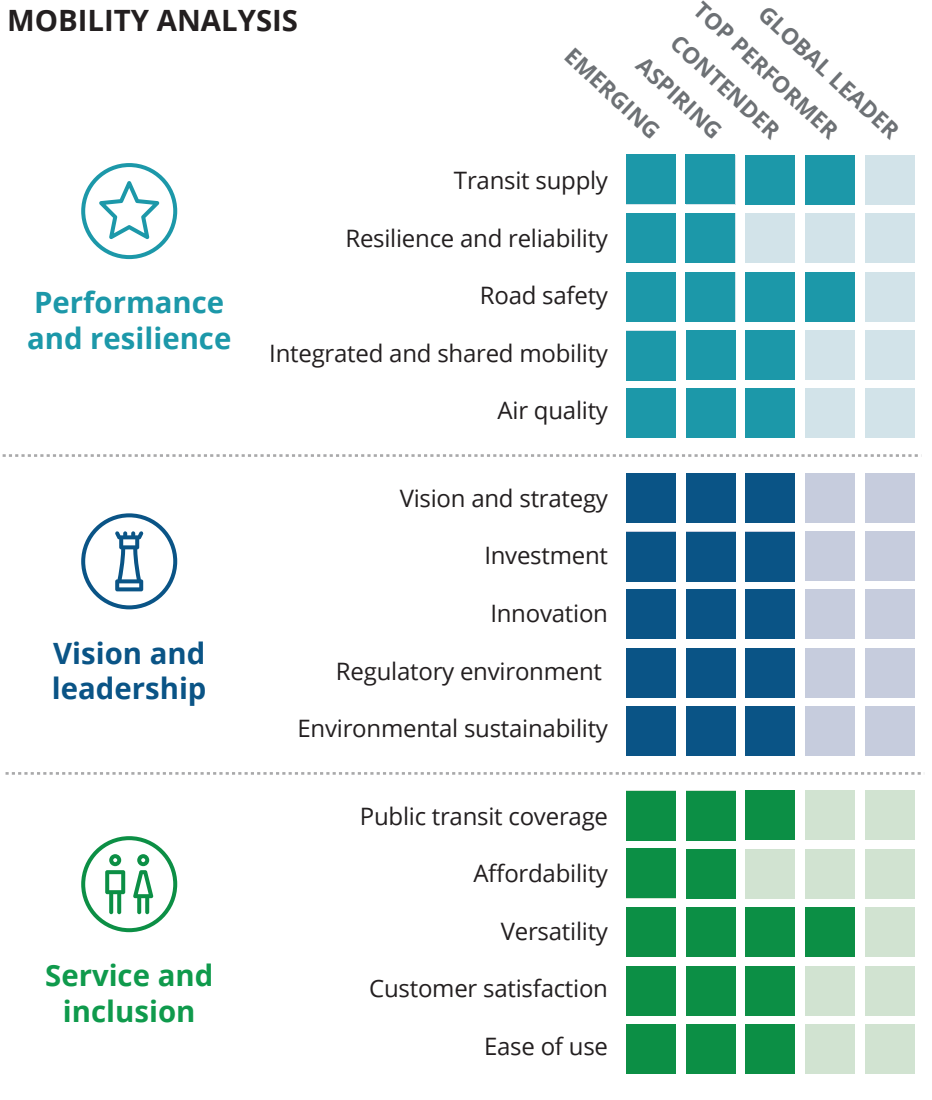 MOBILITY ANALYSIS
EMERGING
ASPIRING
CONTENDER
TOP PERFORMER
GLOBAL LEADER
Performance
and resilience
Transit supply
Resilience and reliability
Road safety
Integrated and shared mobility
Air quality
Vision and
leadership
Vision and strategy
Investment
Innovation
Regulatory environment
Environmental sustainability
Service and
inclusion
Public transit coverage
Affordability
Versatility
Customer satisfaction
Ease of use